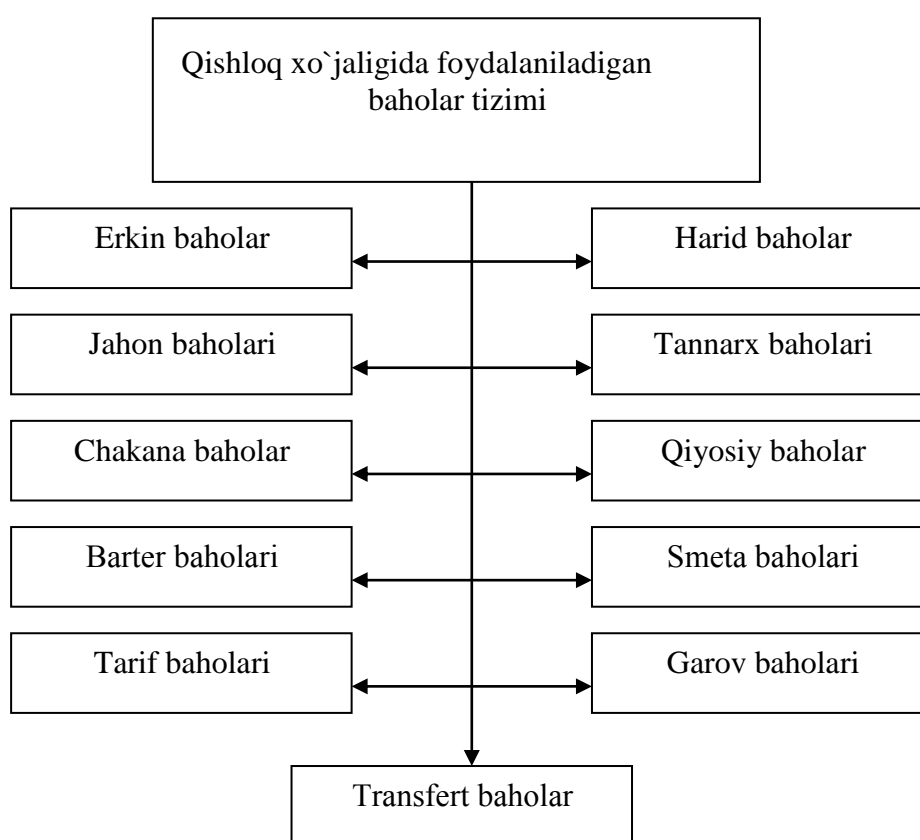 Qishloq xo`jaligida foydalaniladigan
baholar tizimi
Erkin baholar
Harid baholar
Jahon baholari
Tannarx baholari
Chakana baholar
Qiyosiy baholar
Barter baholari
Smeta baholari
Tarif baholari
Garov baholari
Transfert baholar